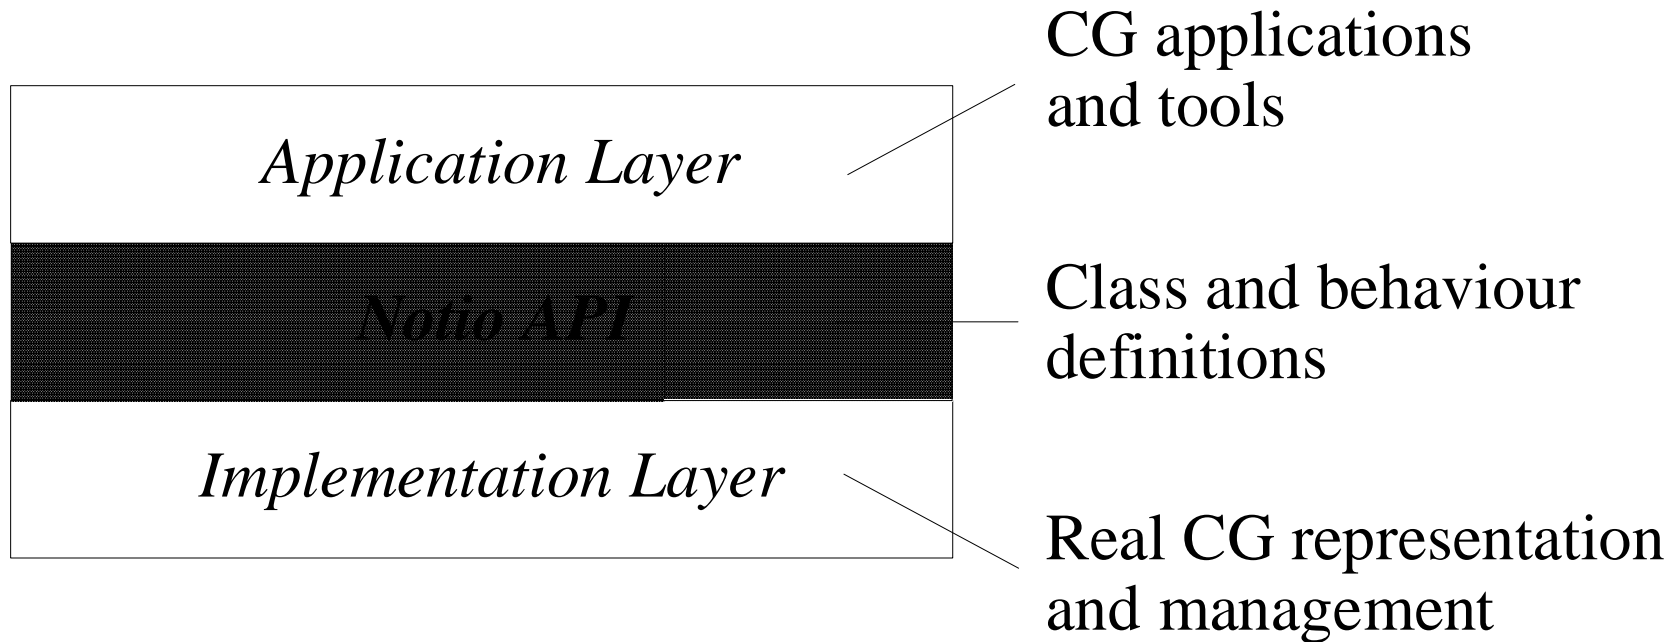 CG applications
and tools
Application Layer
Notio API
Class and behaviour
definitions
Implementation Layer
Real CG representation
and management